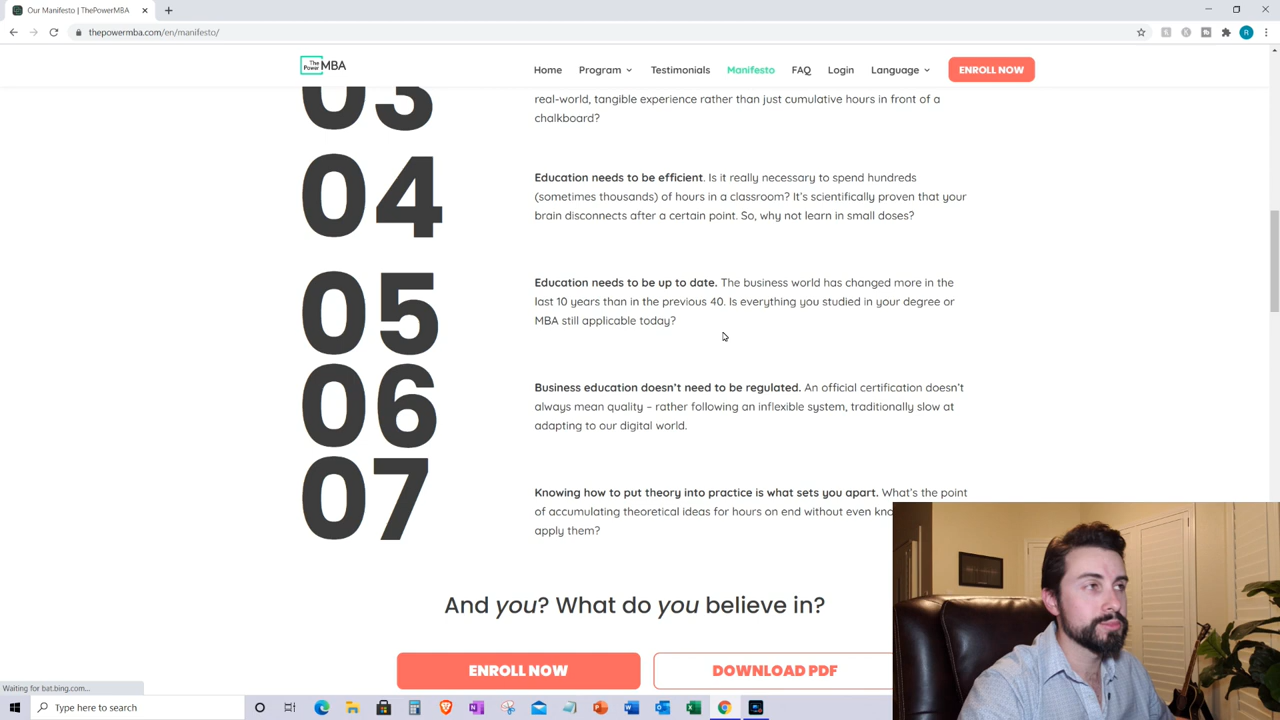 Our Manifesto | ThePowerMBA
thepowermba.com/en/manifesto/
R
The Power MBA
Home Program Testimonials Manifesto FAQ Login Language ENROLL NOW
03
real-world, tangible experience rather than just cumulative hours in front of a
chalkboard?
04
Education needs to be efficient. Is it really necessary to spend hundreds
(sometimes thousands) of hours in a classroom? It's scientifically proven that your
brain disconnects after a certain point. So, why not learn in small doses?
05
Education needs to be up to date. The business world has changed more in the
last 10 years than in the previous 40. Is everything you studied in your degree or
MBA still applicable today?
06
Business education doesn't need to be regulated. An official certification doesn't
always mean quality – rather following an inflexible system, traditionally slow at
adapting to our digital world.
07
Knowing how to put theory into practice is what sets you apart. What's the point
of accumulating theoretical ideas for hours on end without even
apply them?
And you? What do you believe in?
ENROLL NOW DOWNLOAD PDF
Waiting for bat.bing.com...
Type here to search